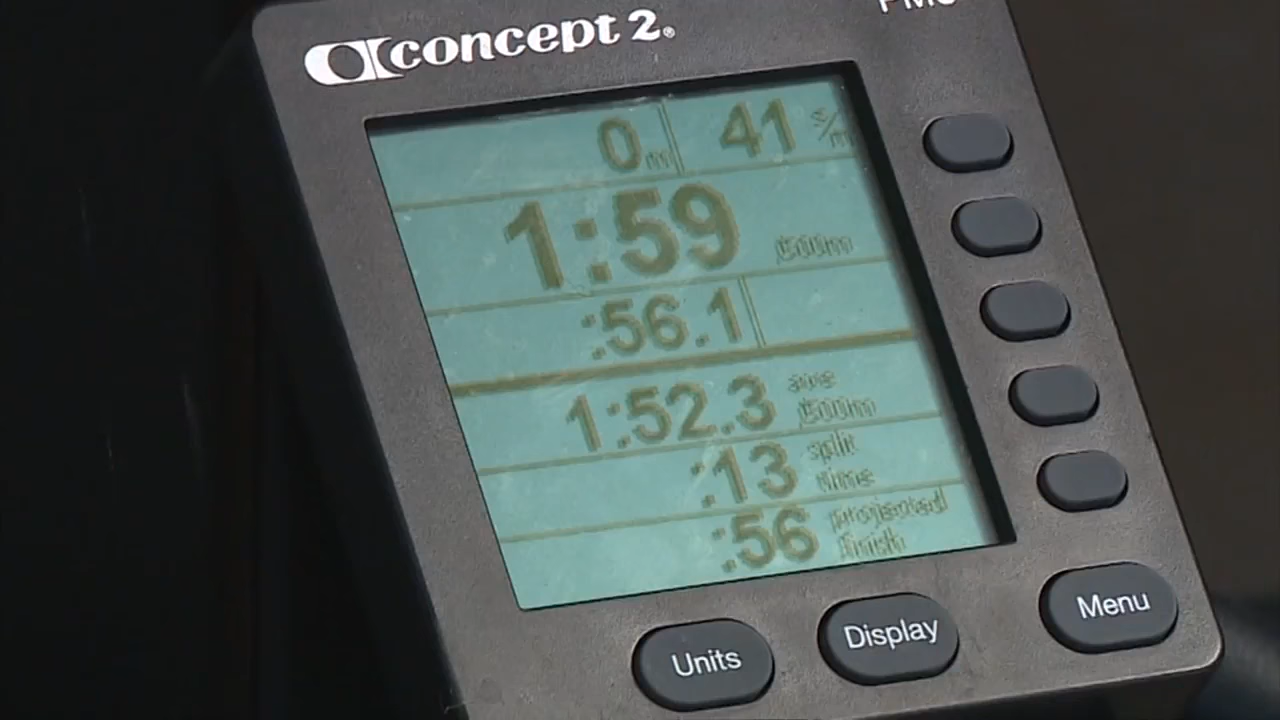 concept 2®
0 m 41 s/m
1:59 /500m
:56.1
1:52.3 ave /500m
:13 split time
:56 projected finish
Units Display Menu